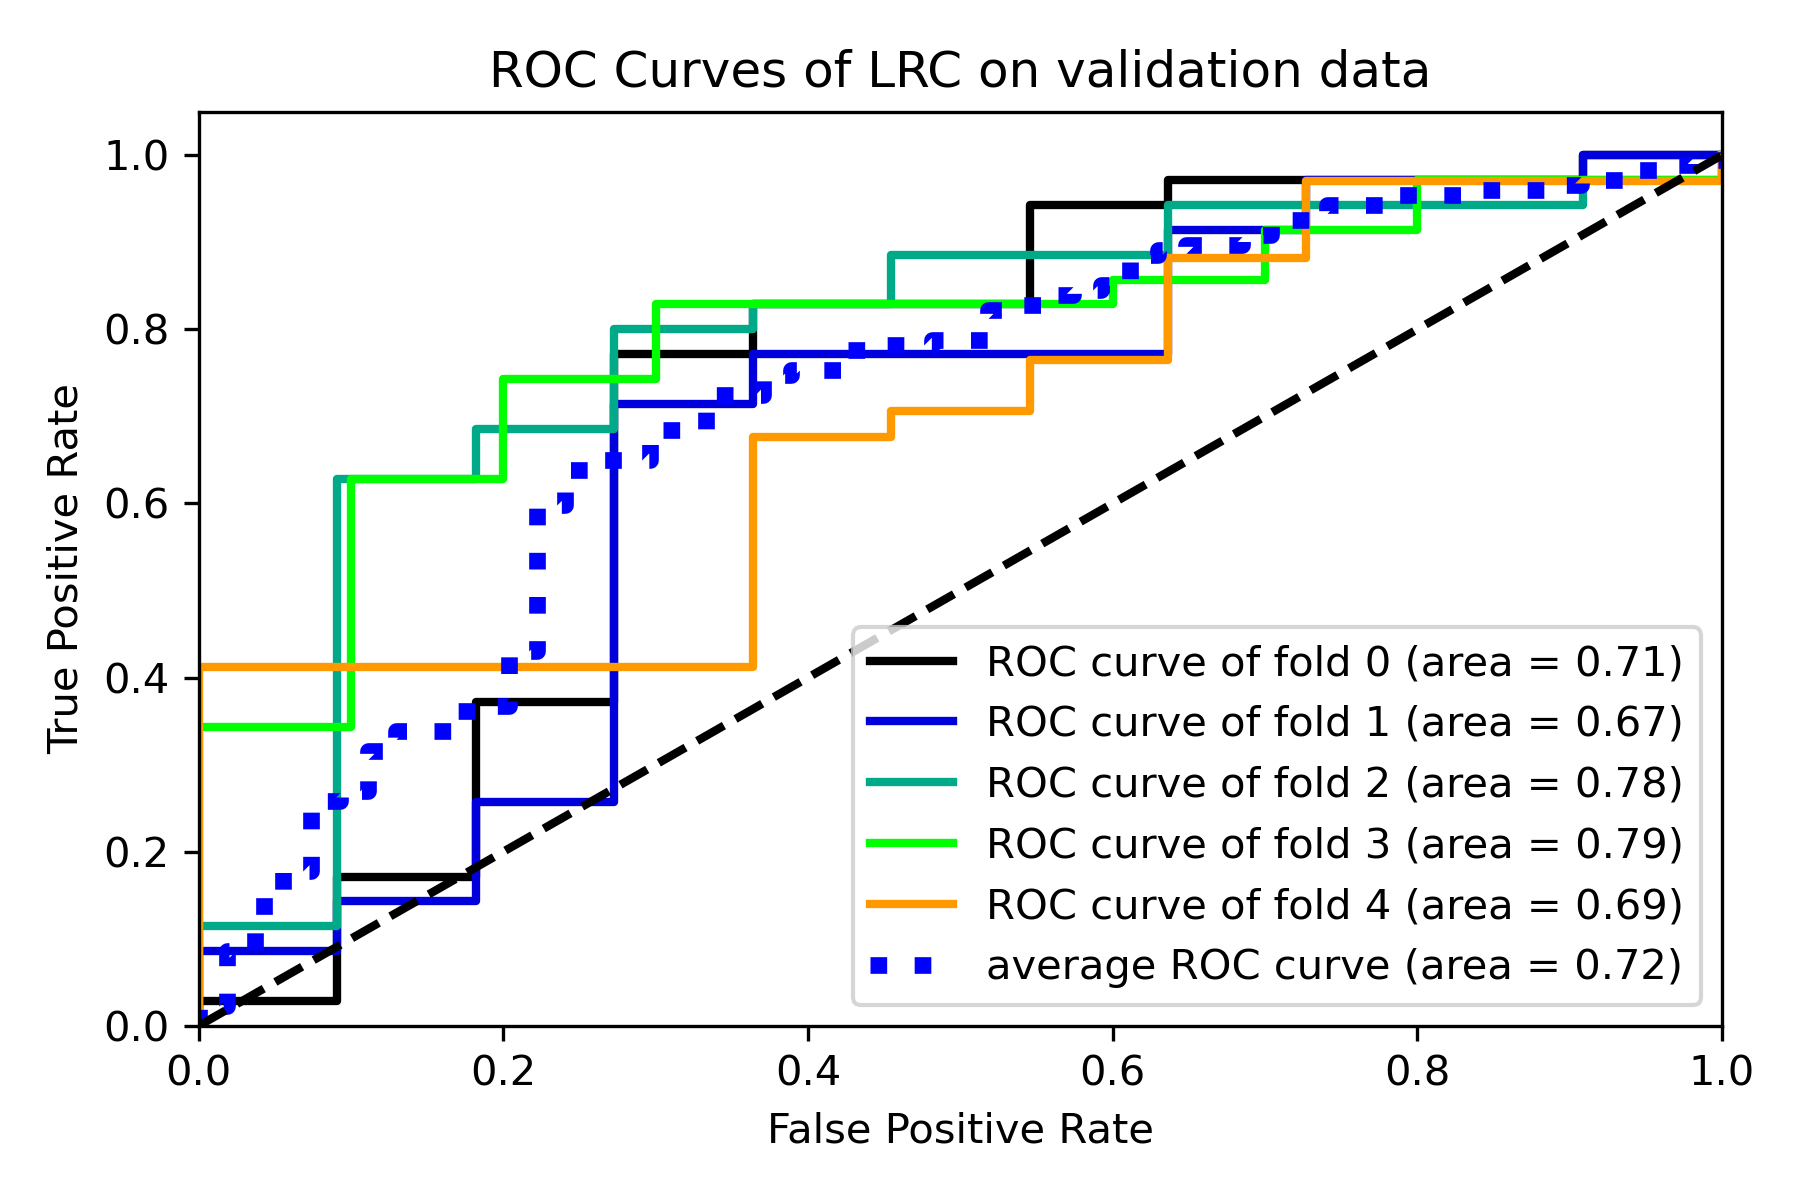 ROC Curves of LRC on validation data
True Positive Rate
1.0
0.8
0.6
0.4
0.2
0.0
ROC curve of fold 0 (area = 0.71)
ROC curve of fold 1 (area = 0.67)
ROC curve of fold 2 (area = 0.78)
ROC curve of fold 3 (area = 0.79)
ROC curve of fold 4 (area = 0.69)
average ROC curve (area = 0.72)
0.0 0.2 0.4 0.6 0.8 1.0
False Positive Rate